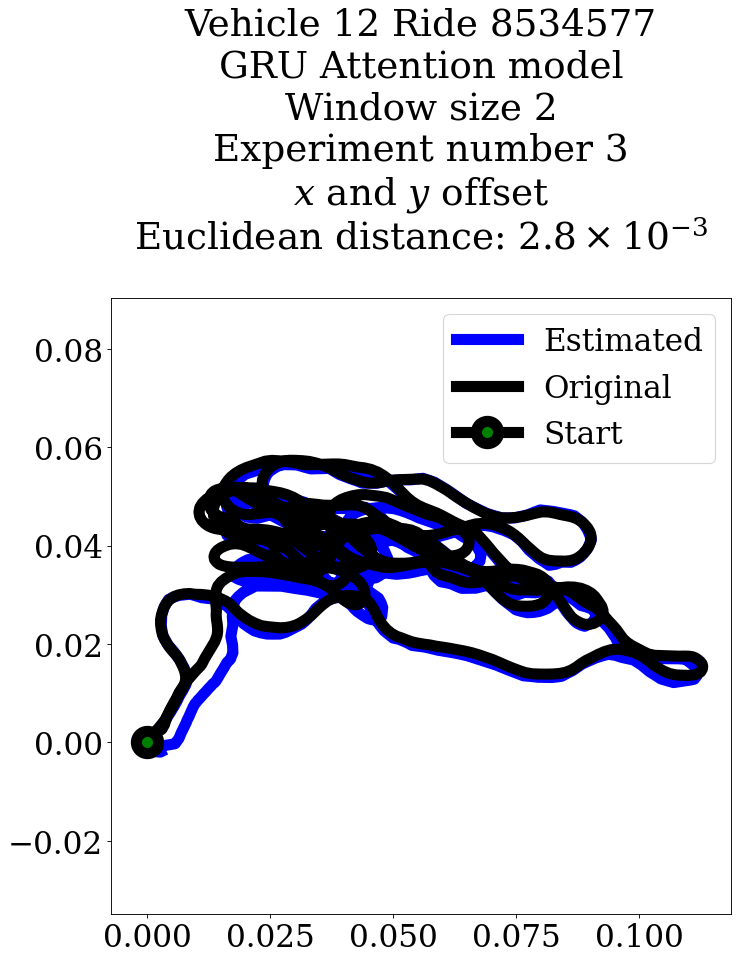 Vehicle 12 Ride 8534577
GRU Attention model
Window size 2
Experiment number 3
x and y offset
Euclidean distance: 2.8 × 10⁻³
Estimated
Original
Start
0.08
0.06
0.04
0.02
0.00
−0.02
0.000 0.025 0.050 0.075 0.100